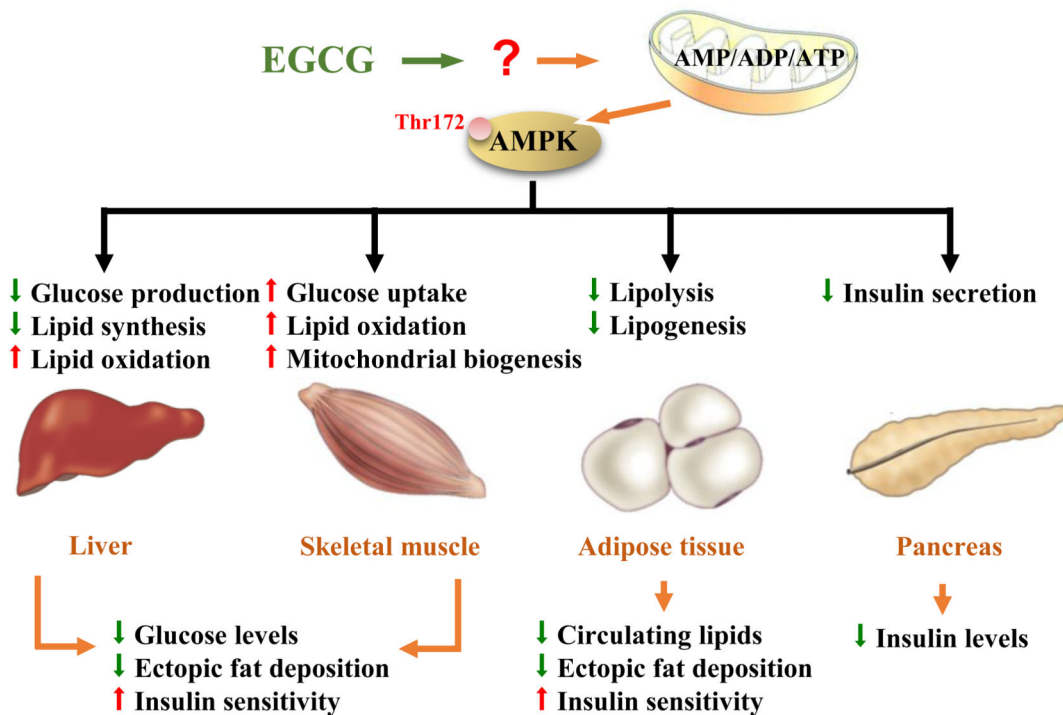 EGCG
?
AMP/ADP/ATP
Thr172
AMPK
↓ Glucose production
↓ Lipid synthesis
↑ Lipid oxidation
↑ Glucose uptake
↑ Lipid oxidation
↑ Mitochondrial biogenesis
↓ Lipolysis
↓ Lipogenesis
↓ Insulin secretion
Liver
Skeletal muscle
Adipose tissue
Pancreas
↓ Glucose levels
↓ Ectopic fat deposition
↑ Insulin sensitivity
↓ Circulating lipids
↓ Ectopic fat deposition
↑ Insulin sensitivity
↓ Insulin levels